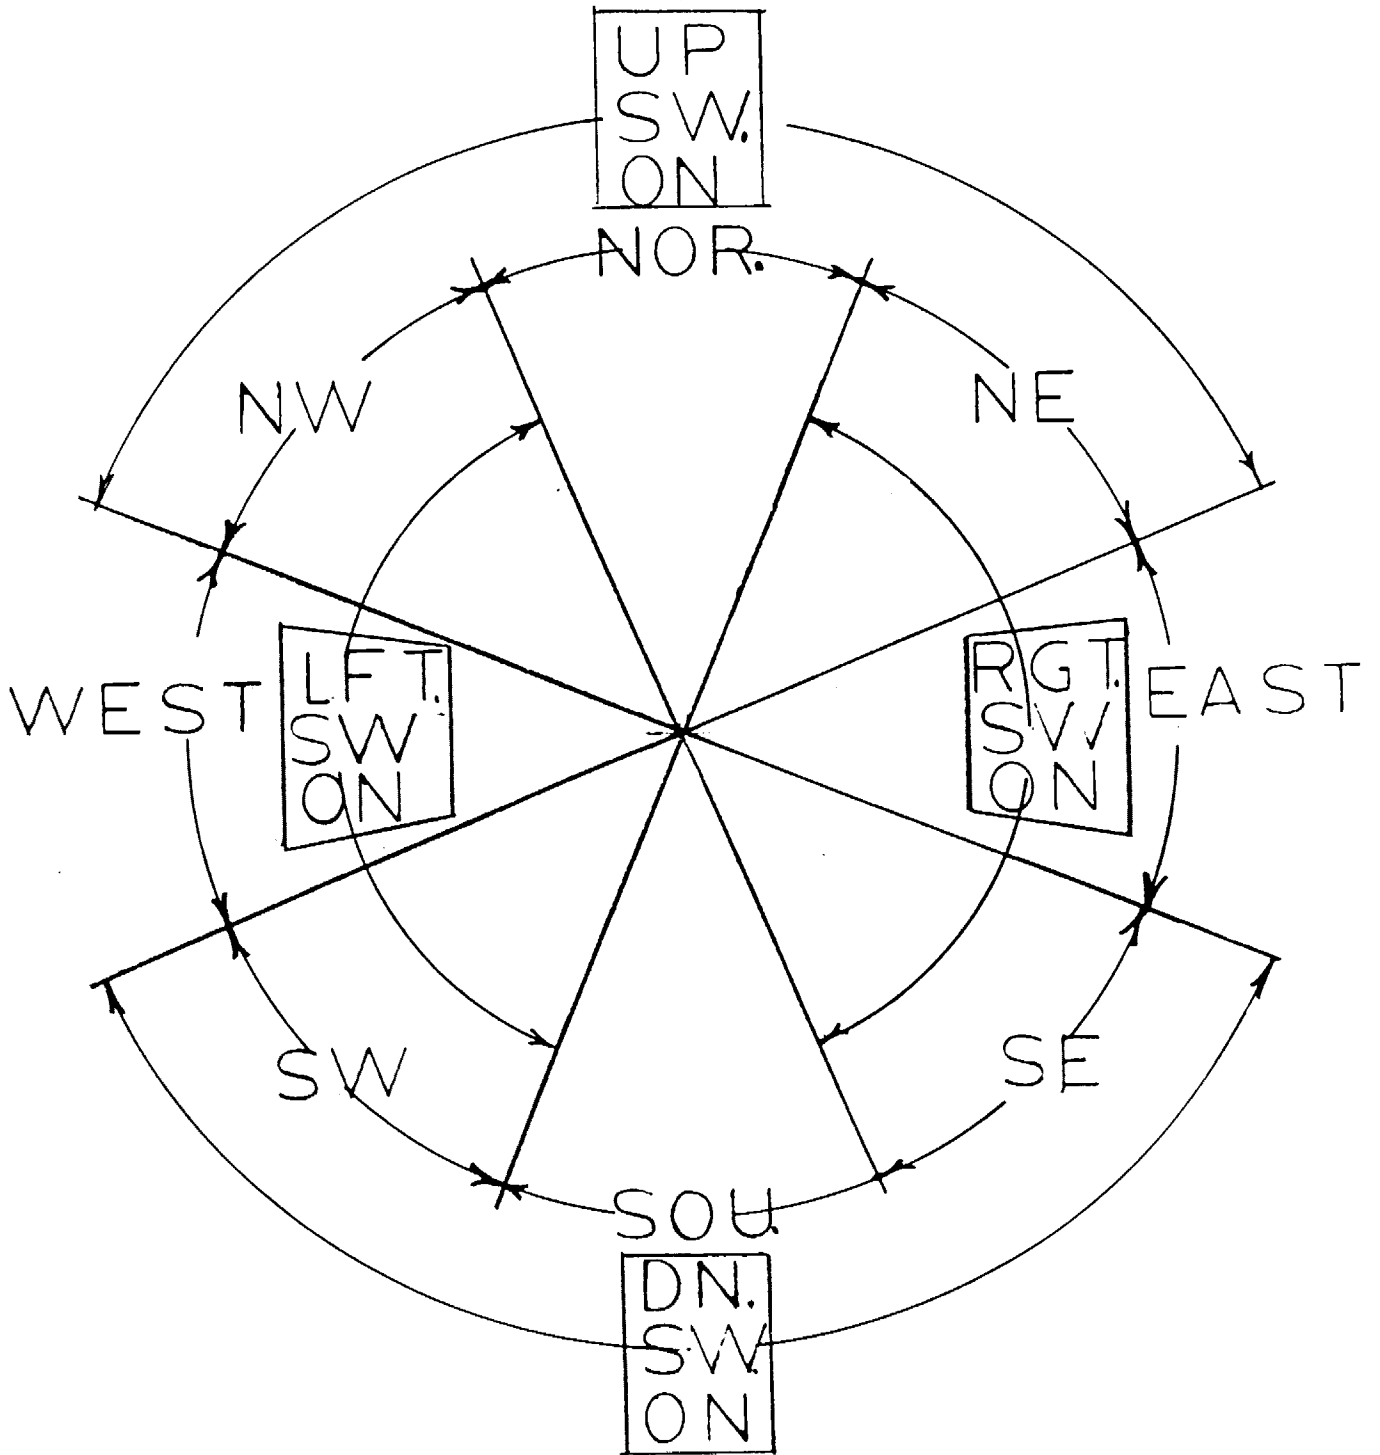 UP
SW.
ON
NOR.
NW
NE
WEST
LFT.
SW
ON
RGT.
SW
ON
EAST
SW
SE
SOU.
DN.
SW.
ON